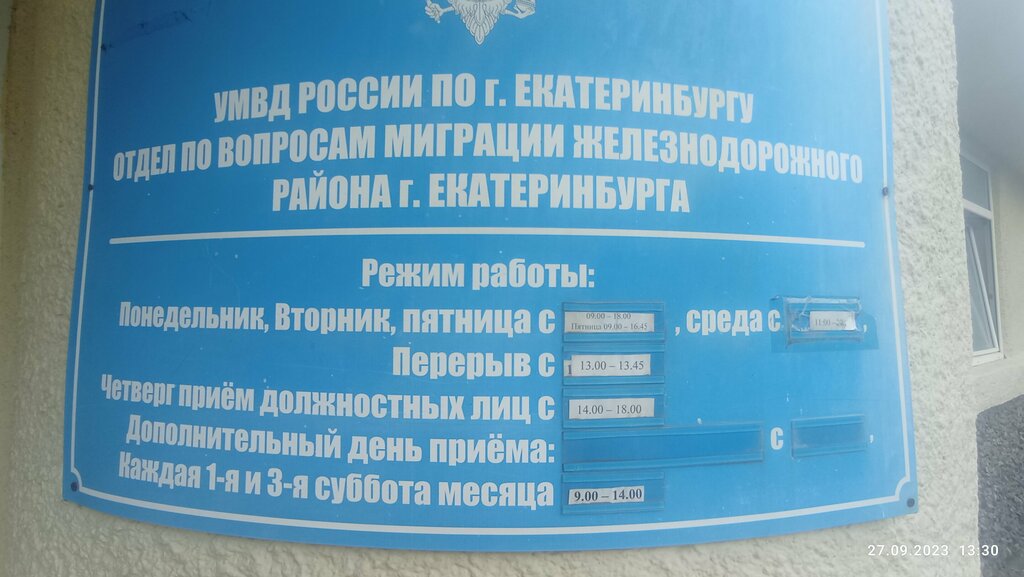 УМВД РОССИИ ПО г. ЕКАТЕРИНБУРГУ
ОТДЕЛ ПО ВОПРОСАМ МИГРАЦИИ ЖЕЛЕЗНОДОРОЖНОГО
РАЙОНА г. ЕКАТЕРИНБУРГА
Режим работы:
Понедельник, Вторник, пятница с 09.00 – 18.00 Пятница 09.00 – 16.45, среда с 11:00
Перерыв с 13.00 – 13.45
Четверг приём должностных лиц с 14.00 – 18.00
Дополнительный день приёма: с ,
Каждая 1-я и 3-я суббота месяца 9.00 – 14.00
27.09.2023 13:30